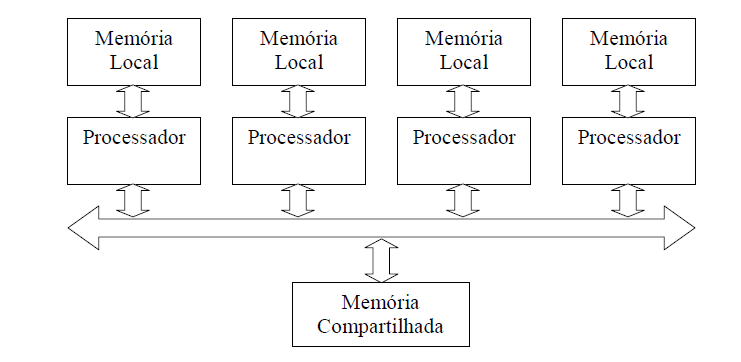 Memória
Local
Memória
Local
Memória
Local
Memória
Local
Processador
Processador
Processador
Processador
Memória
Compartilhada